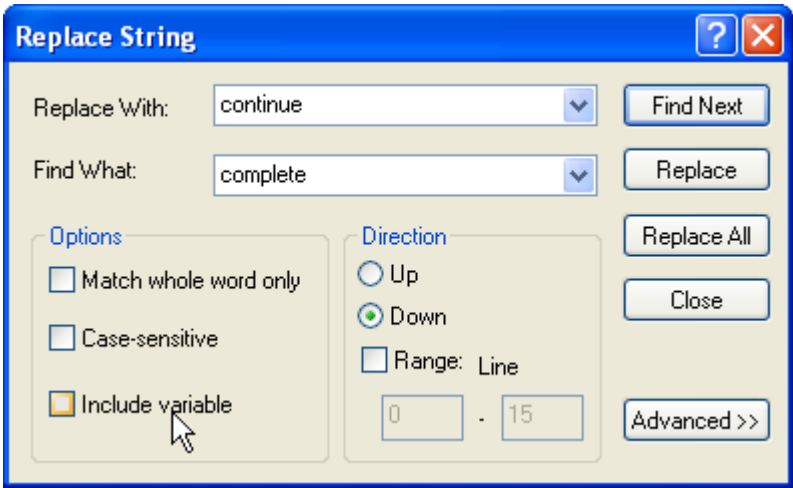 Replace String
?
Replace With: continue
Find Next
Find What: complete
Replace
Options
Match whole word only
Case-sensitive
Include variable
Direction
Up
Down
Range: Line
0 - 15
Replace All
Close
Advanced >>